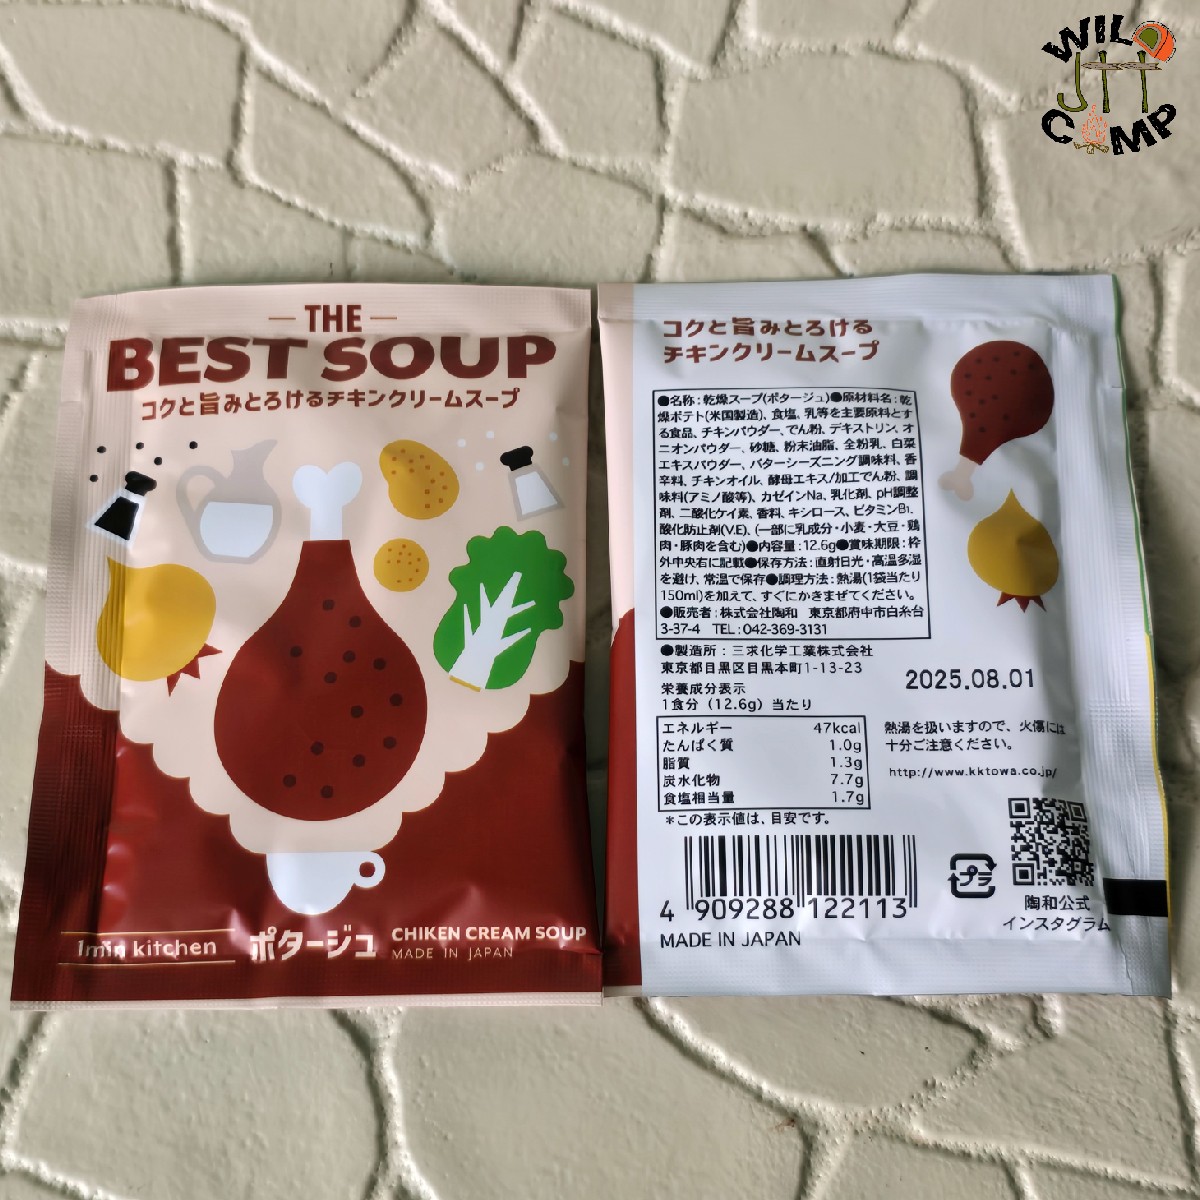 WILD
JTT
CAMP
THE
BEST SOUP
コクと旨みとろけるチキンクリームスープ
1min kitchen
ポタージュ
CHIKEN CREAM SOUP
MADE IN JAPAN
コクと旨みとろける
チキンクリームスープ
●名称:乾燥スープ(ポタージュ)●原材料名:乾
燥ポテト(米国製造)、食塩、乳等を主要原料とす
る食品、チキンパウダー、でん粉、デキストリン、オ
ニオンパウダー、砂糖、粉末油脂、全粉乳、白菜
エキスパウダー、バターシーズニング調味料、香
辛料、チキンオイル、酵母エキス/加工でん粉、調
味料(アミノ酸等)、カゼインNa、乳化剤、pH調整
剤、二酸化ケイ素、香料、キシロース、ビタミンB1、
酸化防止剤(V.E)、(一部に乳成分・小麦・大豆・鶏
肉・豚肉を含む)●内容量:12.6g●賞味期限:枠
外中央右に記載●保存方法:直射日光・高温多湿
を避け、常温で保存●調理方法:熱湯(1袋当たり
150ml)を加えて、すぐにかきまぜてください。
●販売者:株式会社陶和 東京都府中市白糸台
3-37-4 TEL:042-369-3131
●製造所:三求化学工業株式会社
東京都目黒区目黒本町1-13-23
2025.08.01
栄養成分表示
1食分(12.6g)当たり
エネルギー 47kcal
たんぱく質 1.0g
脂質 1.3g
炭水化物 7.7g
食塩相当量 1.7g
*この表示値は、目安です。
熱湯を扱いますので、火傷には
十分ご注意ください。
http://www.kktowa.co.jp/
プラ
陶和公式
インスタグラム
4 909288 122113
MADE IN JAPAN